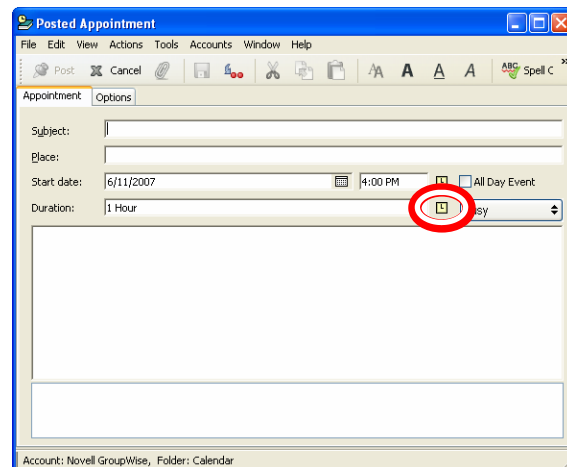 Posted Appointment
File Edit View Actions Tools Accounts Window Help
Post Cancel A A A A ABC Spell C »
Appointment Options
Subject:
Place:
Start date: 6/11/2007 4:00 PM All Day Event
Duration: 1 Hour
Account: Novell GroupWise, Folder: Calendar